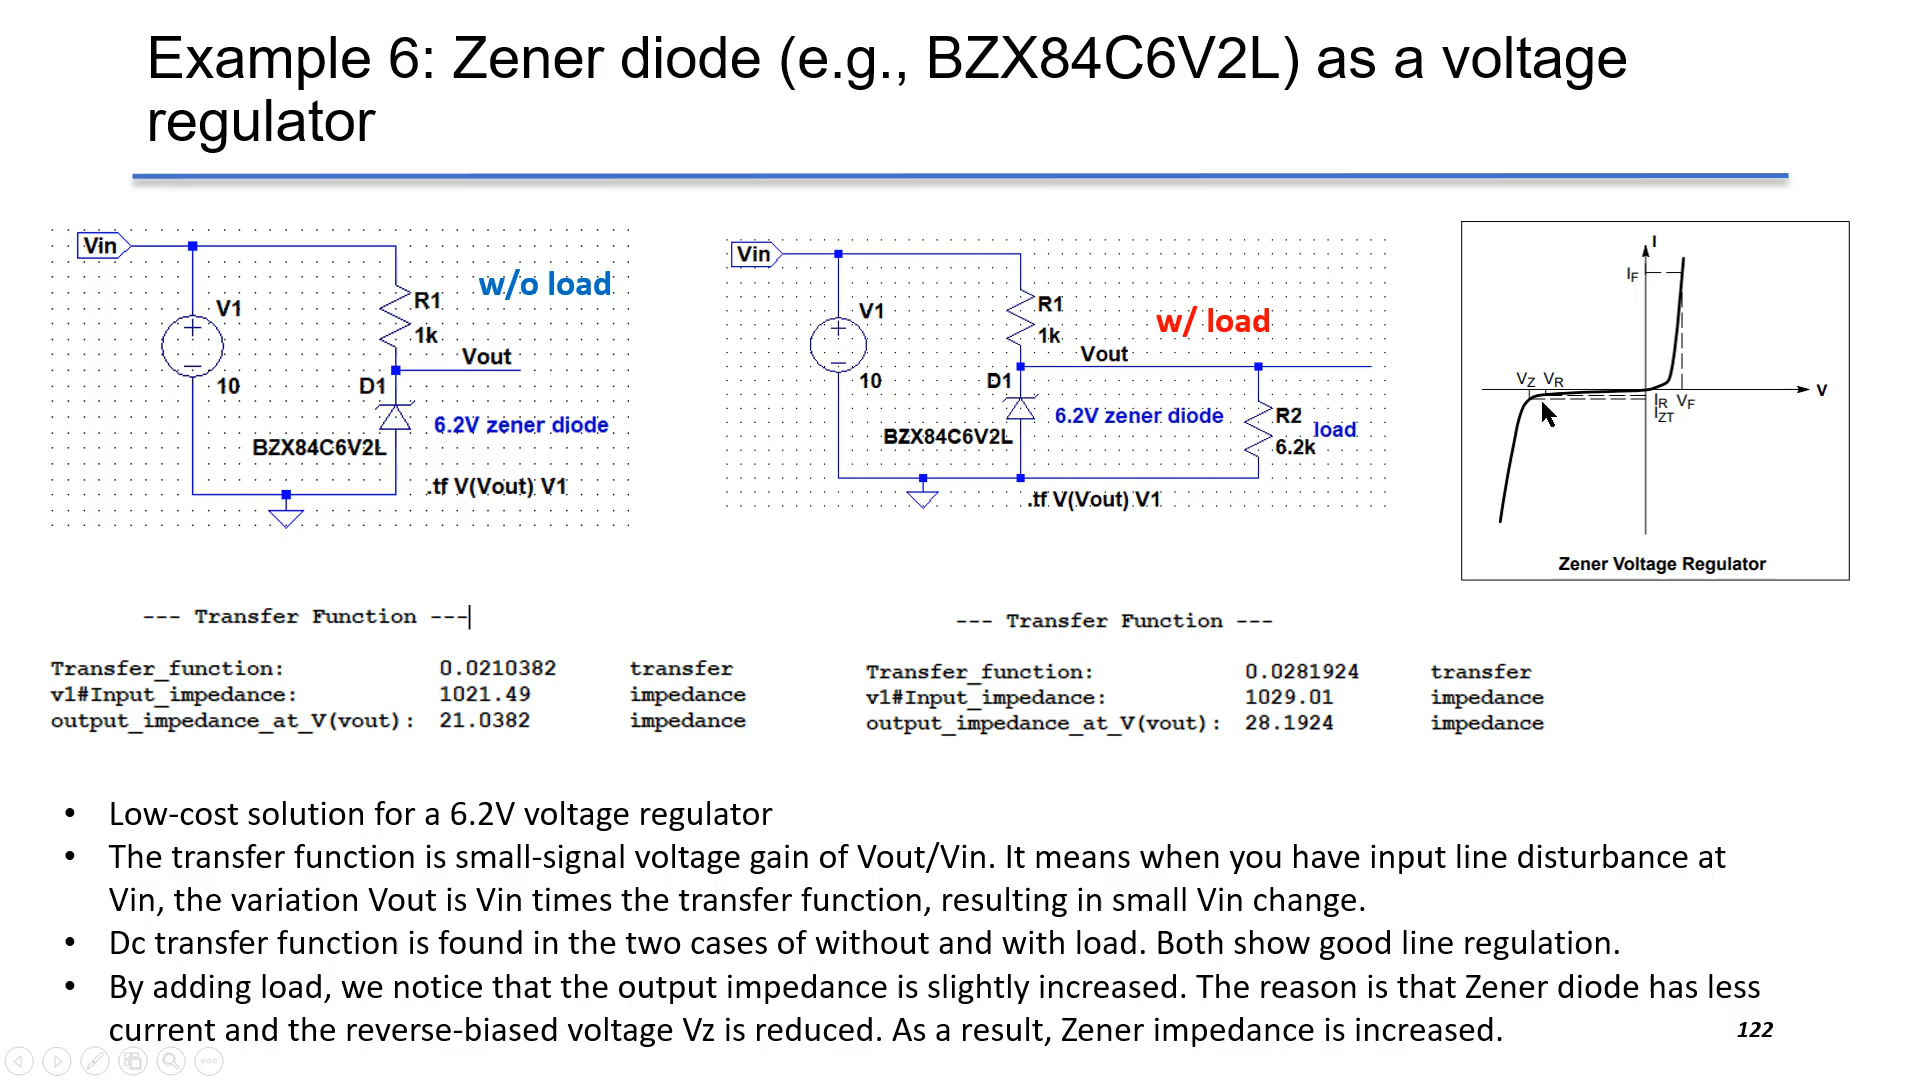 Example 6: Zener diode (e.g., BZX84C6V2L) as a voltage
regulator
Vin
V1
10
R1
1k
w/o load
Vout
D1
6.2V zener diode
BZX84C6V2L
.tf V(Vout) V1
Vin
V1
10
R1
1k
w/ load
Vout
D1
6.2V zener diode
BZX84C6V2L
R2
6.2k
load
.tf V(Vout) V1
I
IF
VZ VR
V
IR VF
IZT
Zener Voltage Regulator
--- Transfer Function ---
Transfer_function: 0.0210382 transfer
v1#Input_impedance: 1021.49 impedance
output_impedance_at_V(vout): 21.0382 impedance
--- Transfer Function ---
Transfer_function: 0.0281924 transfer
v1#Input_impedance: 1029.01 impedance
output_impedance_at_V(vout): 28.1924 impedance
• Low-cost solution for a 6.2V voltage regulator
• The transfer function is small-signal voltage gain of Vout/Vin. It means when you have input line disturbance at
Vin, the variation Vout is Vin times the transfer function, resulting in small Vin change.
• Dc transfer function is found in the two cases of without and with load. Both show good line regulation.
• By adding load, we notice that the output impedance is slightly increased. The reason is that Zener diode has less
current and the reverse-biased voltage Vz is reduced. As a result, Zener impedance is increased.
122